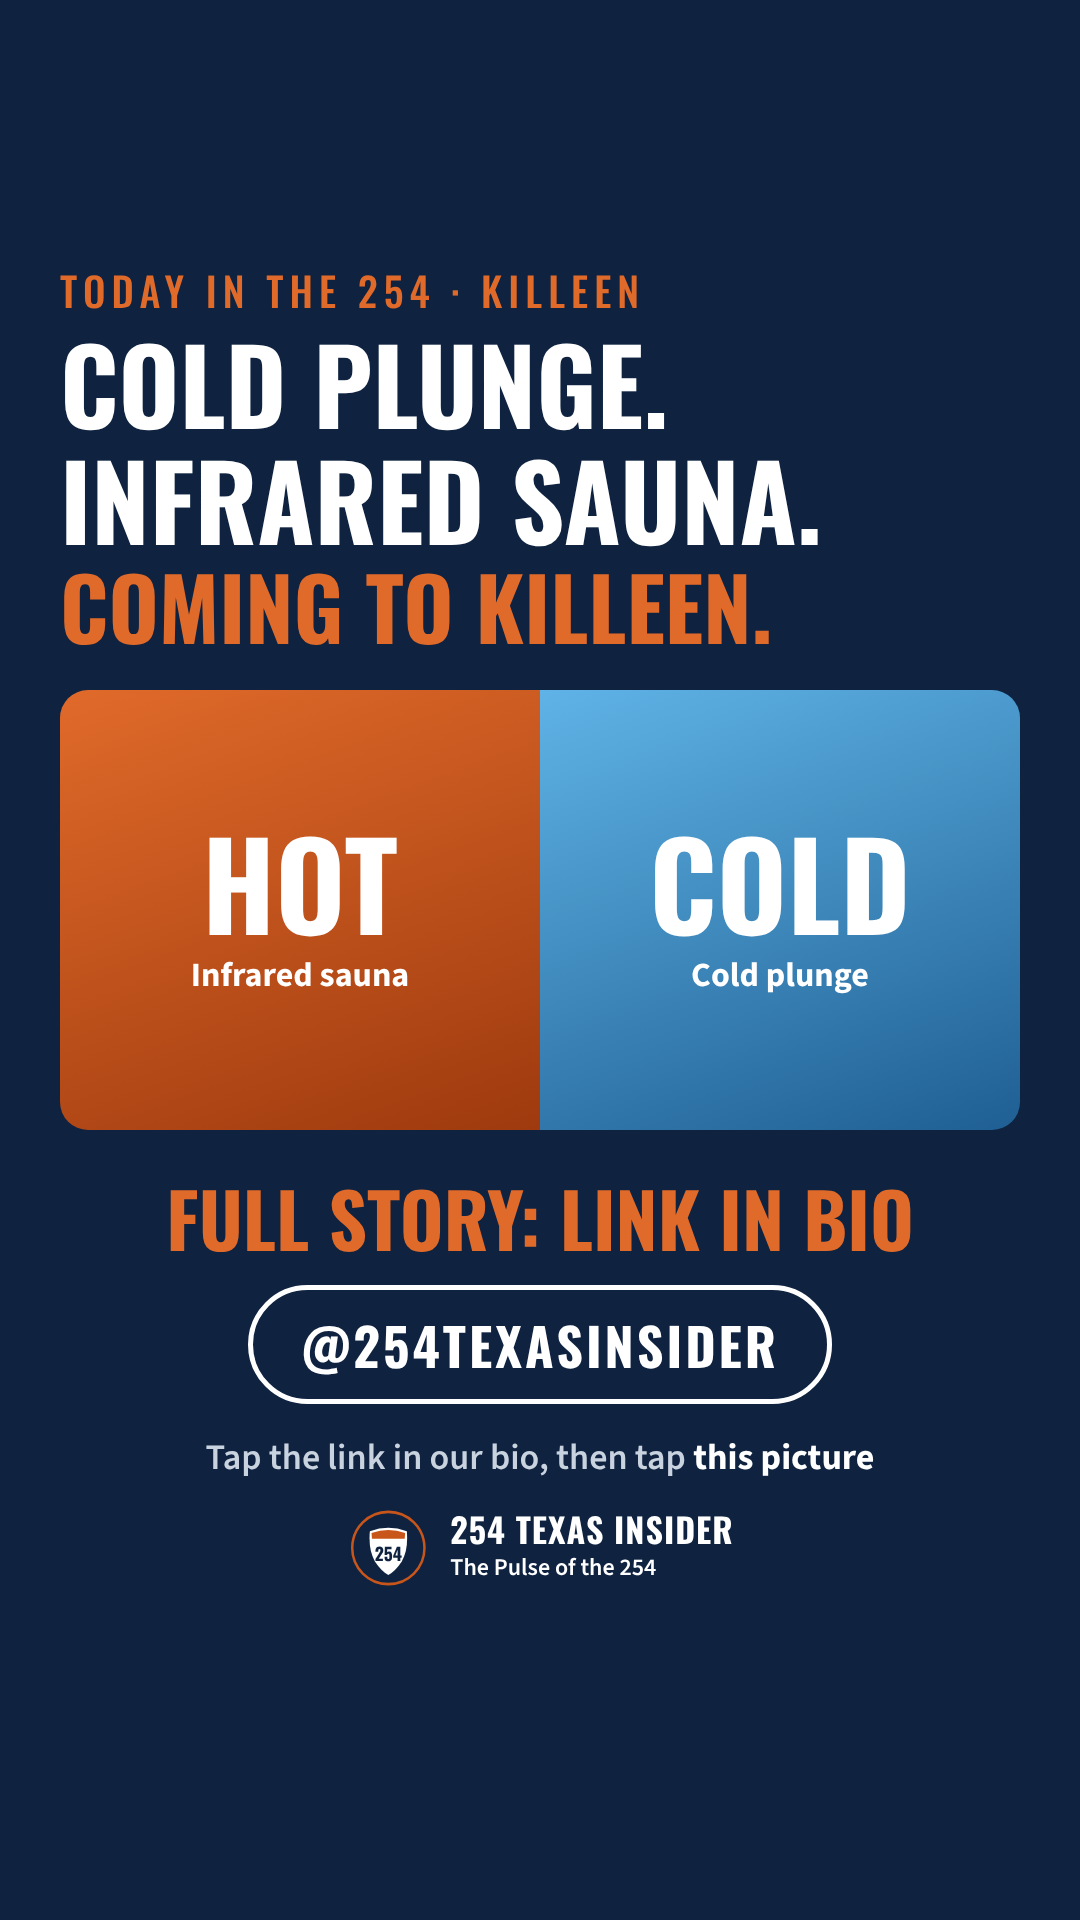 TODAY IN THE 254 · KILLEEN
COLD PLUNGE.
INFRARED SAUNA.
COMING TO KILLEEN.
HOT
Infrared sauna
COLD
Cold plunge
FULL STORY: LINK IN BIO
@254TEXASINSIDER
Tap the link in our bio, then tap this picture
254
254 TEXAS INSIDER
The Pulse of the 254